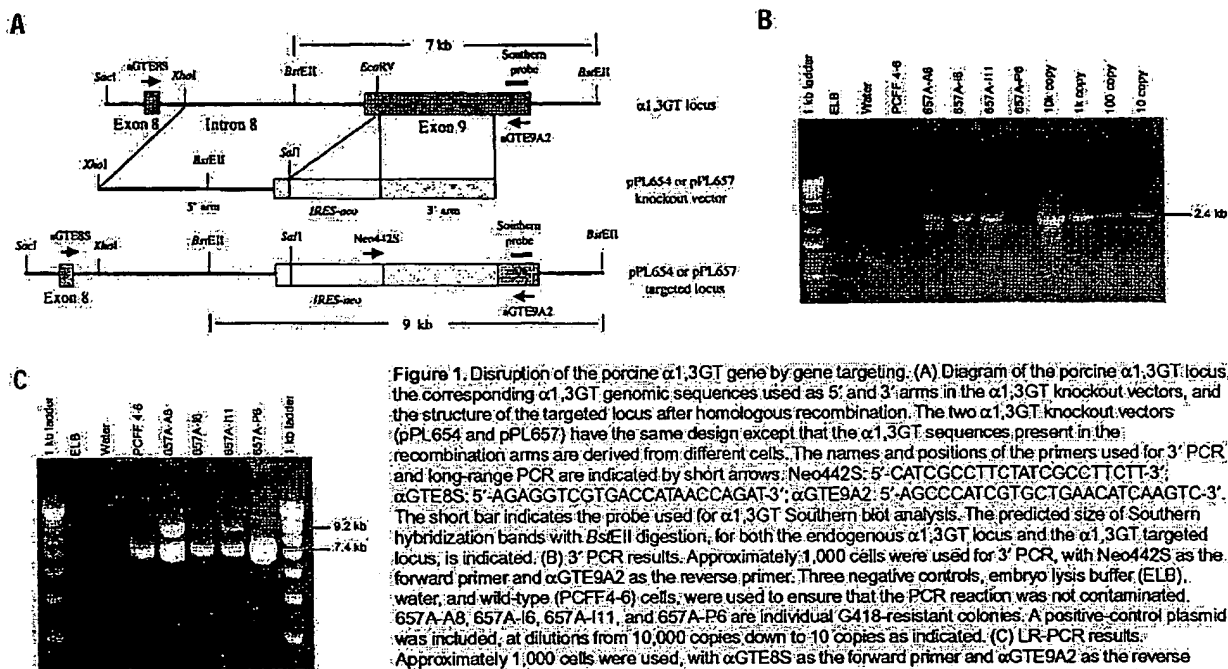 A
7 kb
Southern
probe
SacI
αGTE8S
XhoI
BstEII
EcoRV
BstEII
Exon 8
Intron 8
Exon 9
αGTE9A2
α1,3GT locus
XhoI
BstEII
SalI
5' arm
IRES-neo
3' arm
pPL654 or pPL657
knockout vector
SacI
αGTE8S
XhoI
BstEII
SalI
Neo442S
Southern
probe
BstEII
Exon 8
IRES-neo
αGTE9A2
pPL654 or pPL657
targeted locus
9 kb
B
1 kb ladder
ELB
Water
PCFF 4-6
657A-A8
657A-I6
657A-I11
657A-P6
10k copy
1k copy
100 copy
10 copy
2.4 kb
C
1 kb ladder
ELB
Water
PCFF 4-6
657A-A8
657A-I6
657A-I11
657A-P6
1 kb ladder
9.2 kb
7.4 kb
Figure 1. Disruption of the porcine α1,3GT gene by gene targeting. (A) Diagram of the porcine α1,3GT locus,
the corresponding α1,3GT genomic sequences used as 5' and 3' arms in the α1,3GT knockout vectors, and
the structure of the targeted locus after homologous recombination. The two α1,3GT knockout vectors
(pPL654 and pPL657) have the same design except that the α1,3GT sequences present in the
recombination arms are derived from different cells. The names and positions of the primers used for 3' PCR
and long-range PCR are indicated by short arrows. Neo442S: 5'-CATCGCCTTCTATCGCCTTCTT-3';
αGTE8S: 5'-AGAGGTCGTGACCATAACCAGAT-3'; αGTE9A2: 5'-AGCCCATCGTGCTGAACATCAAGTC-3'.
The short bar indicates the probe used for α1,3GT Southern blot analysis. The predicted size of Southern
hybridization bands with BstEII digestion, for both the endogenous α1,3GT locus and the α1,3GT targeted
locus, is indicated. (B) 3' PCR results. Approximately 1,000 cells were used for 3' PCR, with Neo442S as the
forward primer and αGTE9A2 as the reverse primer. Three negative controls, embryo lysis buffer (ELB),
water, and wild-type (PCFF4-6) cells, were used to ensure that the PCR reaction was not contaminated.
657A-A8, 657A-I6, 657A-I11, and 657A-P6 are individual G418-resistant colonies. A positive-control plasmid
was included, at dilutions from 10,000 copies down to 10 copies as indicated. (C) LR-PCR results.
Approximately 1,000 cells were used, with αGTE8S as the forward primer and αGTE9A2 as the reverse